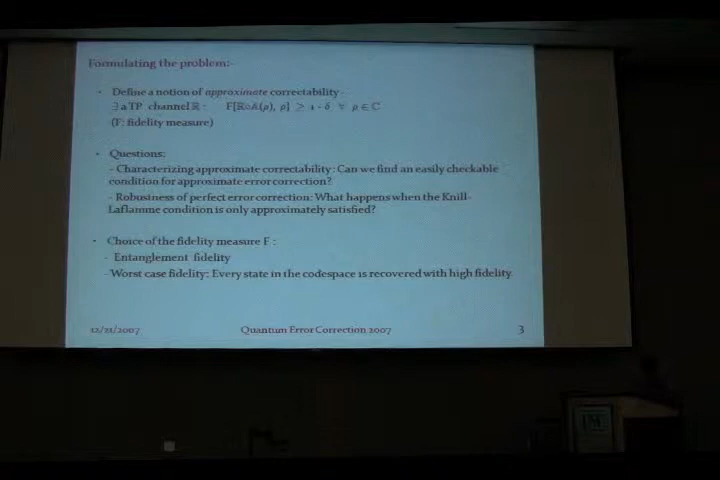 Formulating the problem:-
• Define a notion of approximate correctability -
∃ a TP channel ℝ : F[ℝ∘𝔸(ρ), ρ] ≥ 1 - δ ∀ ρ ∈ ℂ
(F: fidelity measure)
• Questions:
- Characterizing approximate correctability: Can we find an easily checkable
condition for approximate error correction?
- Robustness of perfect error correction: What happens when the Knill-
Laflamme condition is only approximately satisfied?
• Choice of the fidelity measure F :
- Entanglement fidelity
- Worst case fidelity: Every state in the codespace is recovered with high fidelity.
12/21/2007 Quantum Error Correction 2007 3